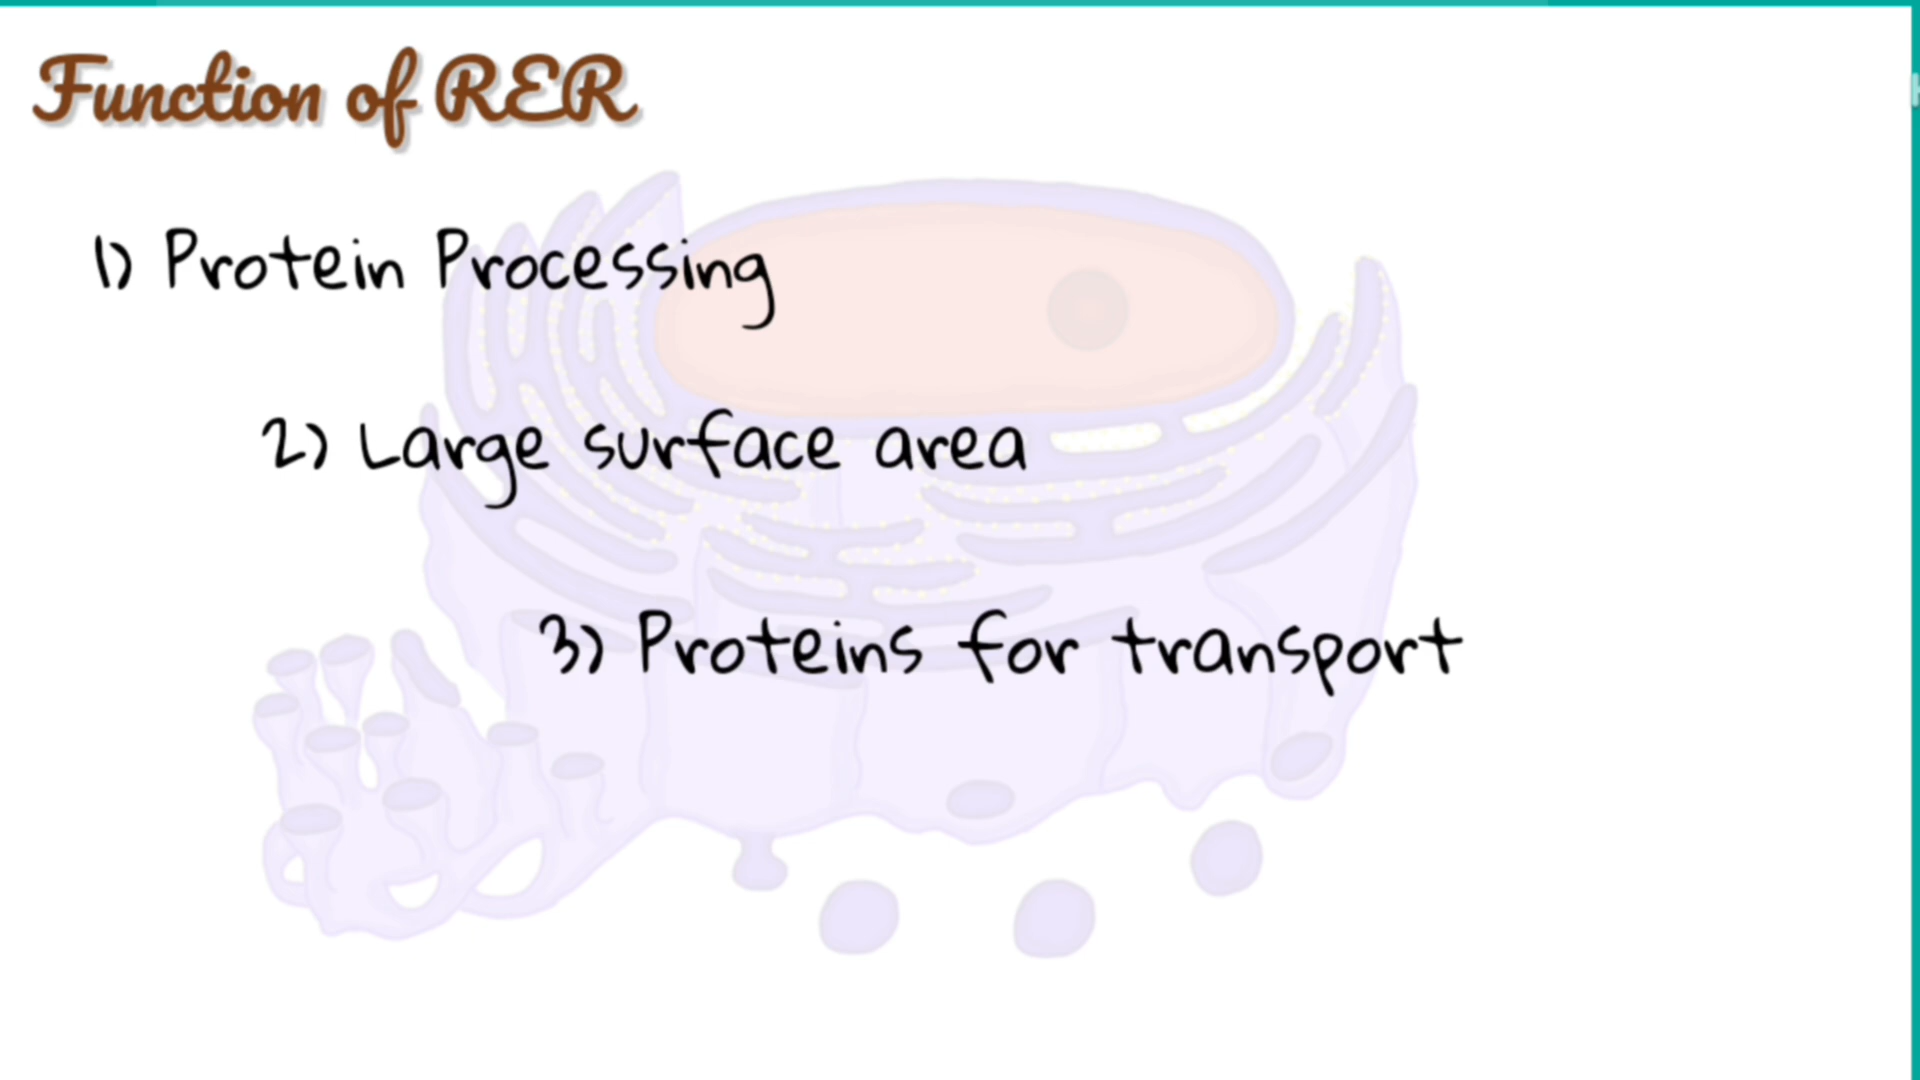 Function of RER
1) Protein Processing
2) Large surface area
3) Proteins for transport